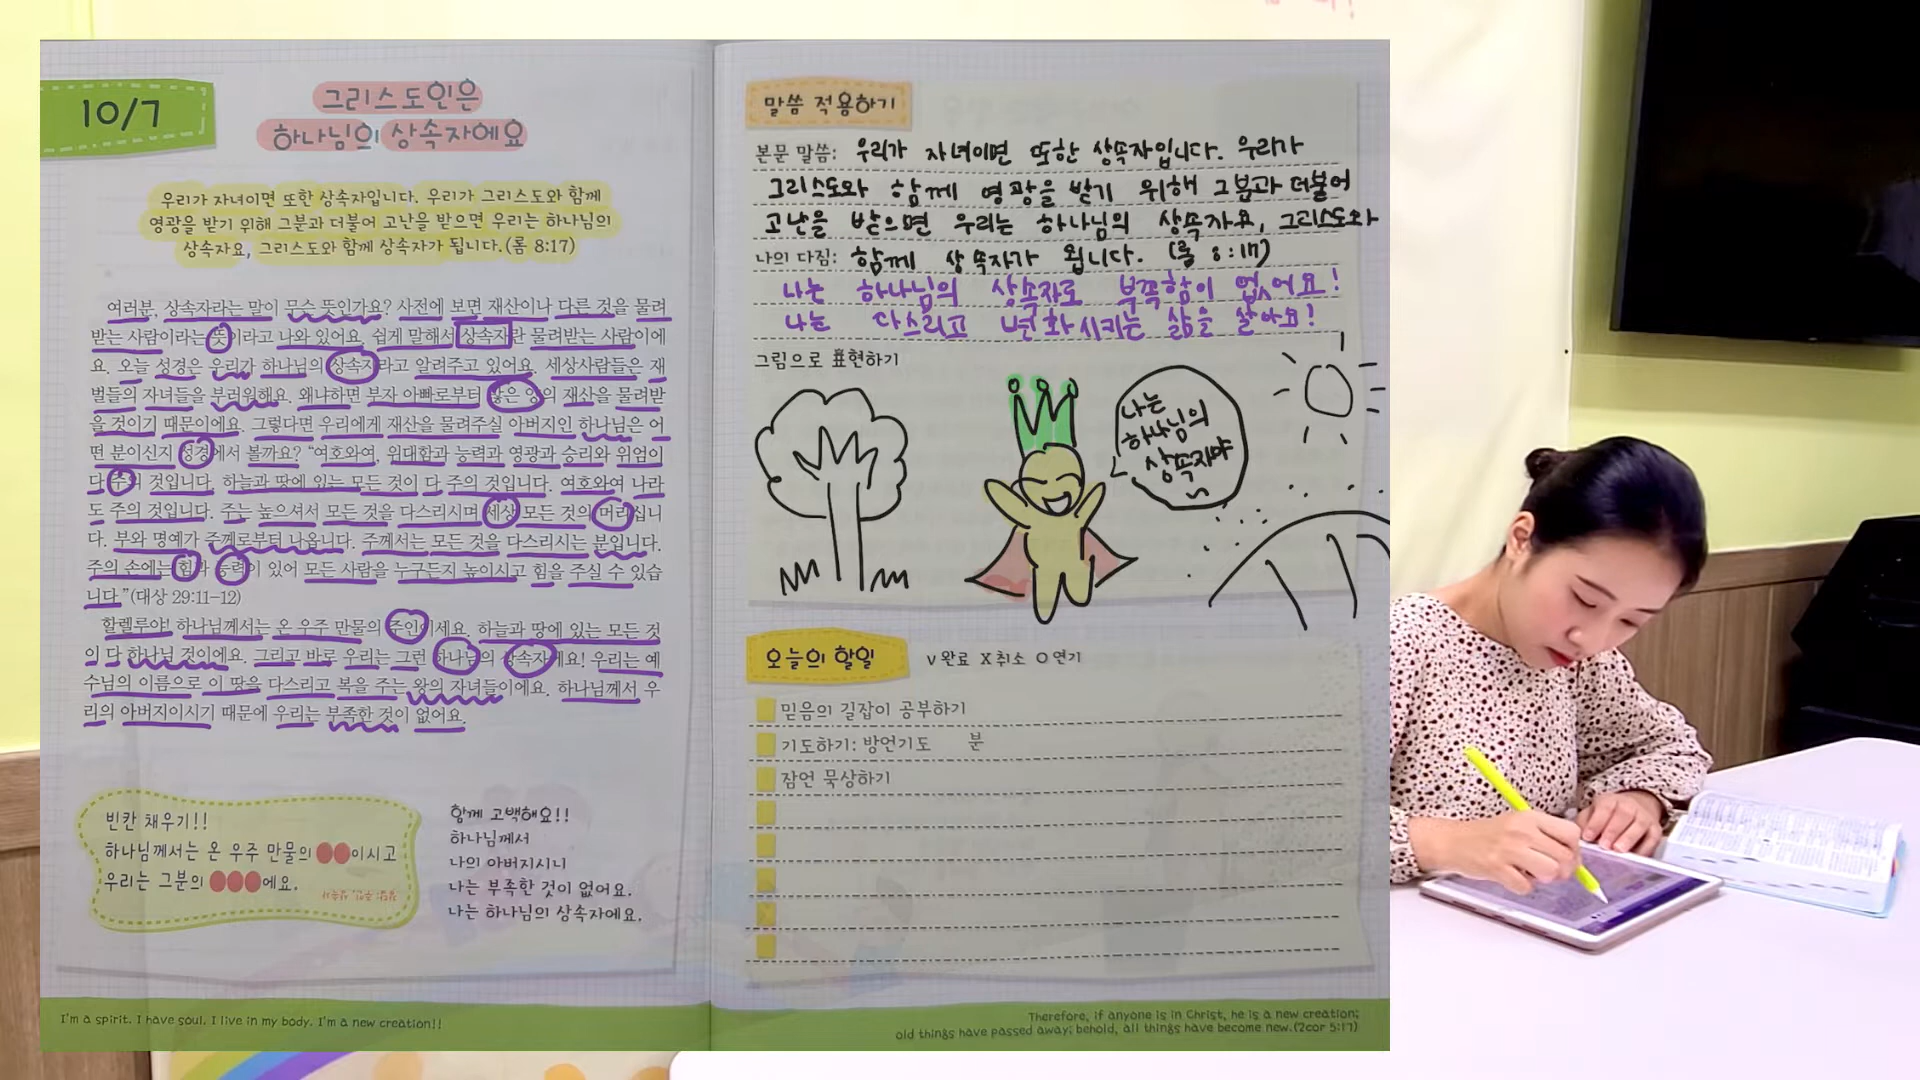 10/7
그리스도인은
하나님의 상속자에요
우리가 자녀이면 또한 상속자입니다. 우리가 그리스도와 함께
영광을 받기 위해 그분과 더불어 고난을 받으면 우리는 하나님의
상속자요, 그리스도와 함께 상속자가 됩니다.(롬 8:17)
여러분, 상속자라는 말이 무슨 뜻인가요? 사전에 보면 재산이나 다른 것을 물려
받는 사람이라는 뜻이라고 나와 있어요. 쉽게 말해서 상속자란 물려받는 사람이에
요. 오늘 성경은 우리가 하나님의 상속자라고 알려주고 있어요. 세상사람들은 재
벌들의 자녀들을 부러워해요. 왜냐하면 부자 아빠로부터 많은 양의 재산을 물려받
을 것이기 때문이에요. 그렇다면 우리에게 재산을 물려주실 아버지인 하나님은 어
떤 분이신지 성경에서 볼까요? "여호와여, 위대함과 능력과 영광과 승리와 위엄이
다 주의 것입니다. 하늘과 땅에 있는 모든 것이 다 주의 것입니다. 여호와여 나라
도 주의 것입니다. 주는 높으셔서 모든 것을 다스리시며 세상 모든 것의 머리십니
다. 부와 명예가 주께로부터 나옵니다. 주께서는 모든 것을 다스리시는 분입니다.
주의 손에는 힘과 능력이 있어 모든 사람을 누구든지 높이시고 힘을 주실 수 있습
니다."(대상 29:11-12)
할렐루야! 하나님께서는 온 우주 만물의 주인이세요. 하늘과 땅에 있는 모든 것
이 다 하나님 것이에요. 그리고 바로 우리는 그런 하나님의 상속자에요! 우리는 예
수님의 이름으로 이 땅을 다스리고 복을 주는 왕의 자녀들이에요. 하나님께서 우
리의 아버지이시기 때문에 우리는 부족한 것이 없어요.
빈칸 채우기!!
하나님께서는 온 우주 만물의 이시고
우리는 그분의 에요.
함께 고백해요!!
하나님께서
나의 아버지시니
나는 부족한 것이 없어요.
나는 하나님의 상속자에요.
I'm a spirit. I have soul. I live in my body. I'm a new creation!!
말씀 적용하기
본문 말씀: 우리가 자녀이면 또한 상속자입니다. 우리가
그리스도와 함께 영광을 받기 위해 그분과 더불어
고난을 받으면 우리는 하나님의 상속자요, 그리스도와
나의 다짐: 함께 상속자가 됩니다. (롬 8:17)
나는 하나님의 상속자로 부족함이 없어요!
나는 다스리고 변화시키는 삶을 살아요!
그림으로 표현하기
나는
하나님의
상속자야
오늘의 할일 V완료 X취소 O연기
믿음의 길잡이 공부하기
기도하기: 방언기도 분
잠언 묵상하기
Therefore, if anyone is in Christ, he is a new creation;
old things have passed away; behold, all things have become new.(2cor 5:17)